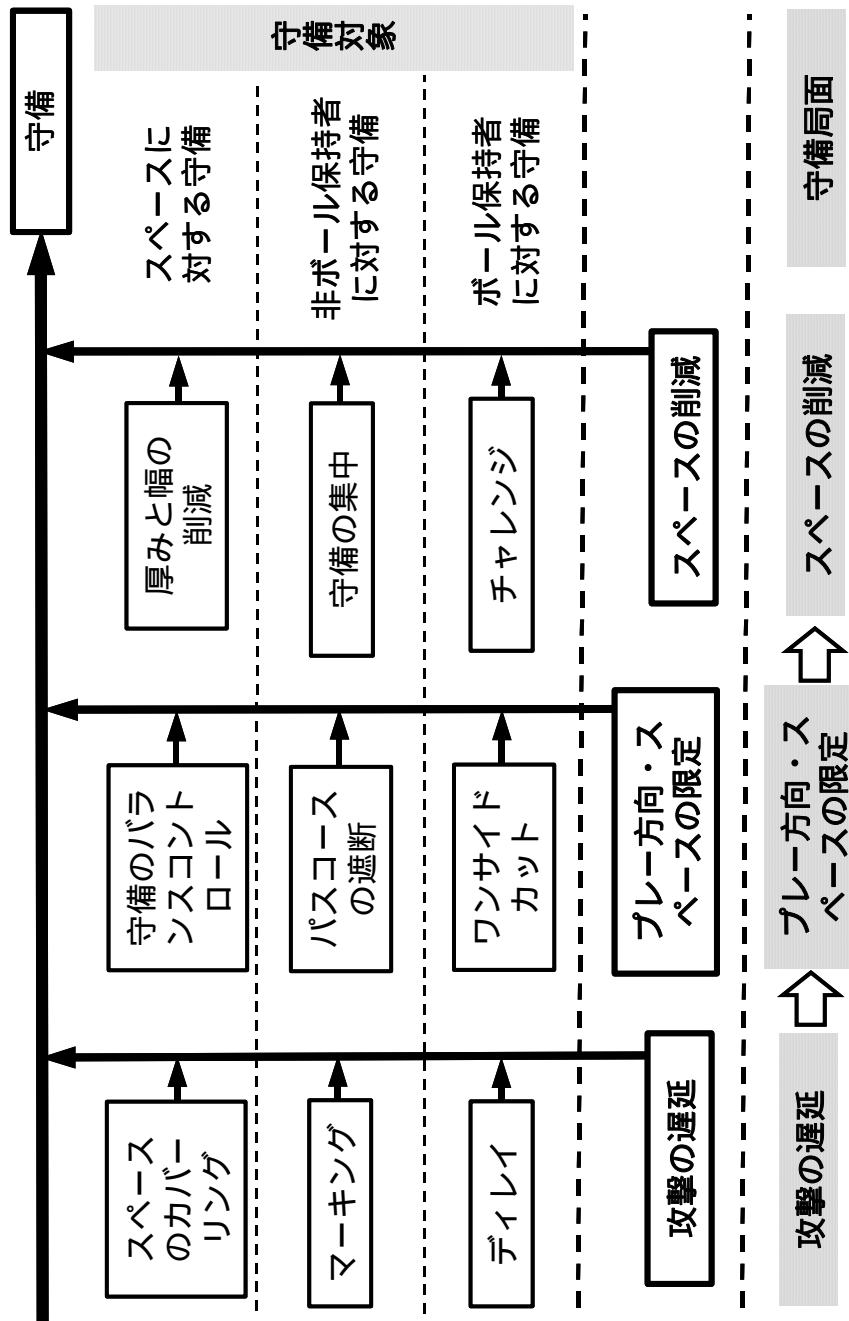 守備
守備対象
スペースに
対する守備
非ボール保持者
に対する守備
ボール保持者
に対する守備
守備局面
厚みと幅の
削減
守備の集中
チャレンジ
スペースの削減
スペースの削減
守備のバラ
ンスコント
ロール
パスコース
の遮断
ワンサイド
カット
プレー方向・ス
ペースの限定
プレー方向・ス
ペースの限定
スペース
のカバー
リング
マーキング
ディレイ
攻撃の遅延
攻撃の遅延